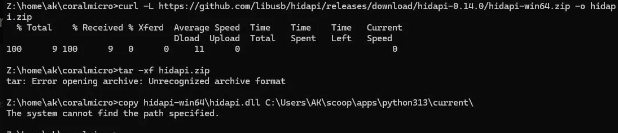 Z:\home\ak\coralmicro>curl -L https://github.com/libusb/hidapi/releases/download/hidapi-0.14.0/hidapi-win64.zip -o hidap
i.zip
% Total % Received % Xferd Average Speed Time Time Time Current
Dload Upload Total Spent Left Speed
100 9 100 9 0 0 11 0 0
Z:\home\ak\coralmicro>tar -xf hidapi.zip
tar: Error opening archive: Unrecognized archive format
Z:\home\ak\coralmicro>copy hidapi-win64\hidapi.dll C:\Users\AK\scoop\apps\python313\current\
The system cannot find the path specified.